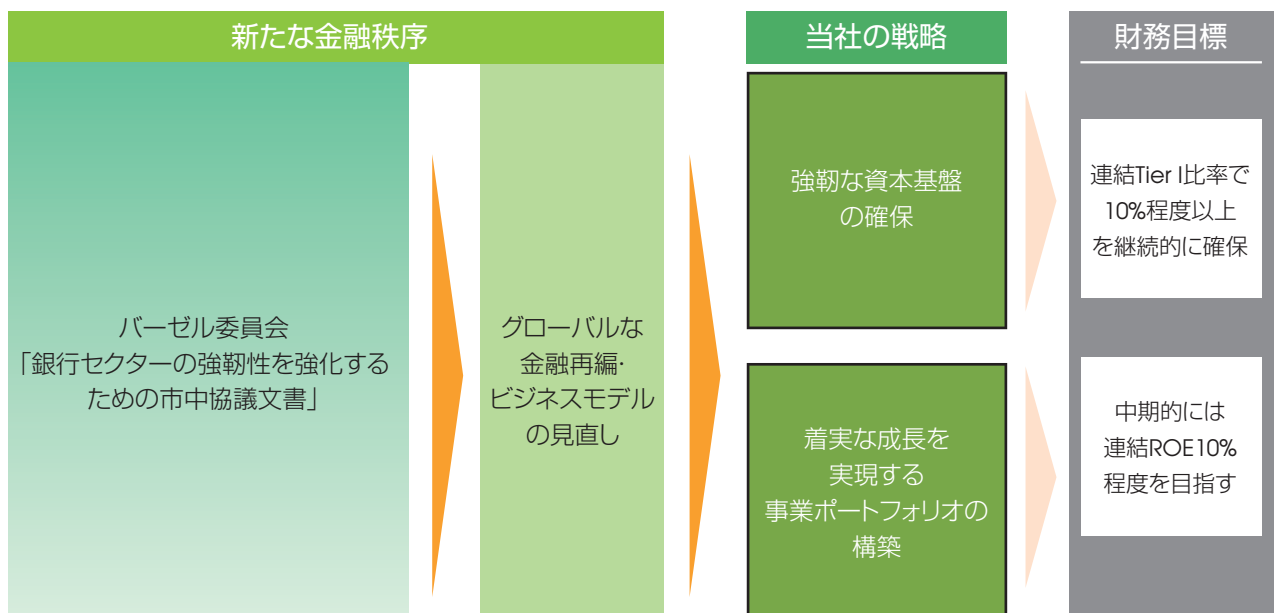 新たな金融秩序
バーゼル委員会
「銀行セクターの強靭性を強化する
ための市中協議文書」
グローバルな
金融再編・
ビジネスモデル
の見直し
当社の戦略
強靭な資本基盤
の確保
着実な成長を
実現する
事業ポートフォリオの
構築
財務目標
連結Tier I比率で
10%程度以上
を継続的に確保
中期的には
連結ROE10%
程度を目指す